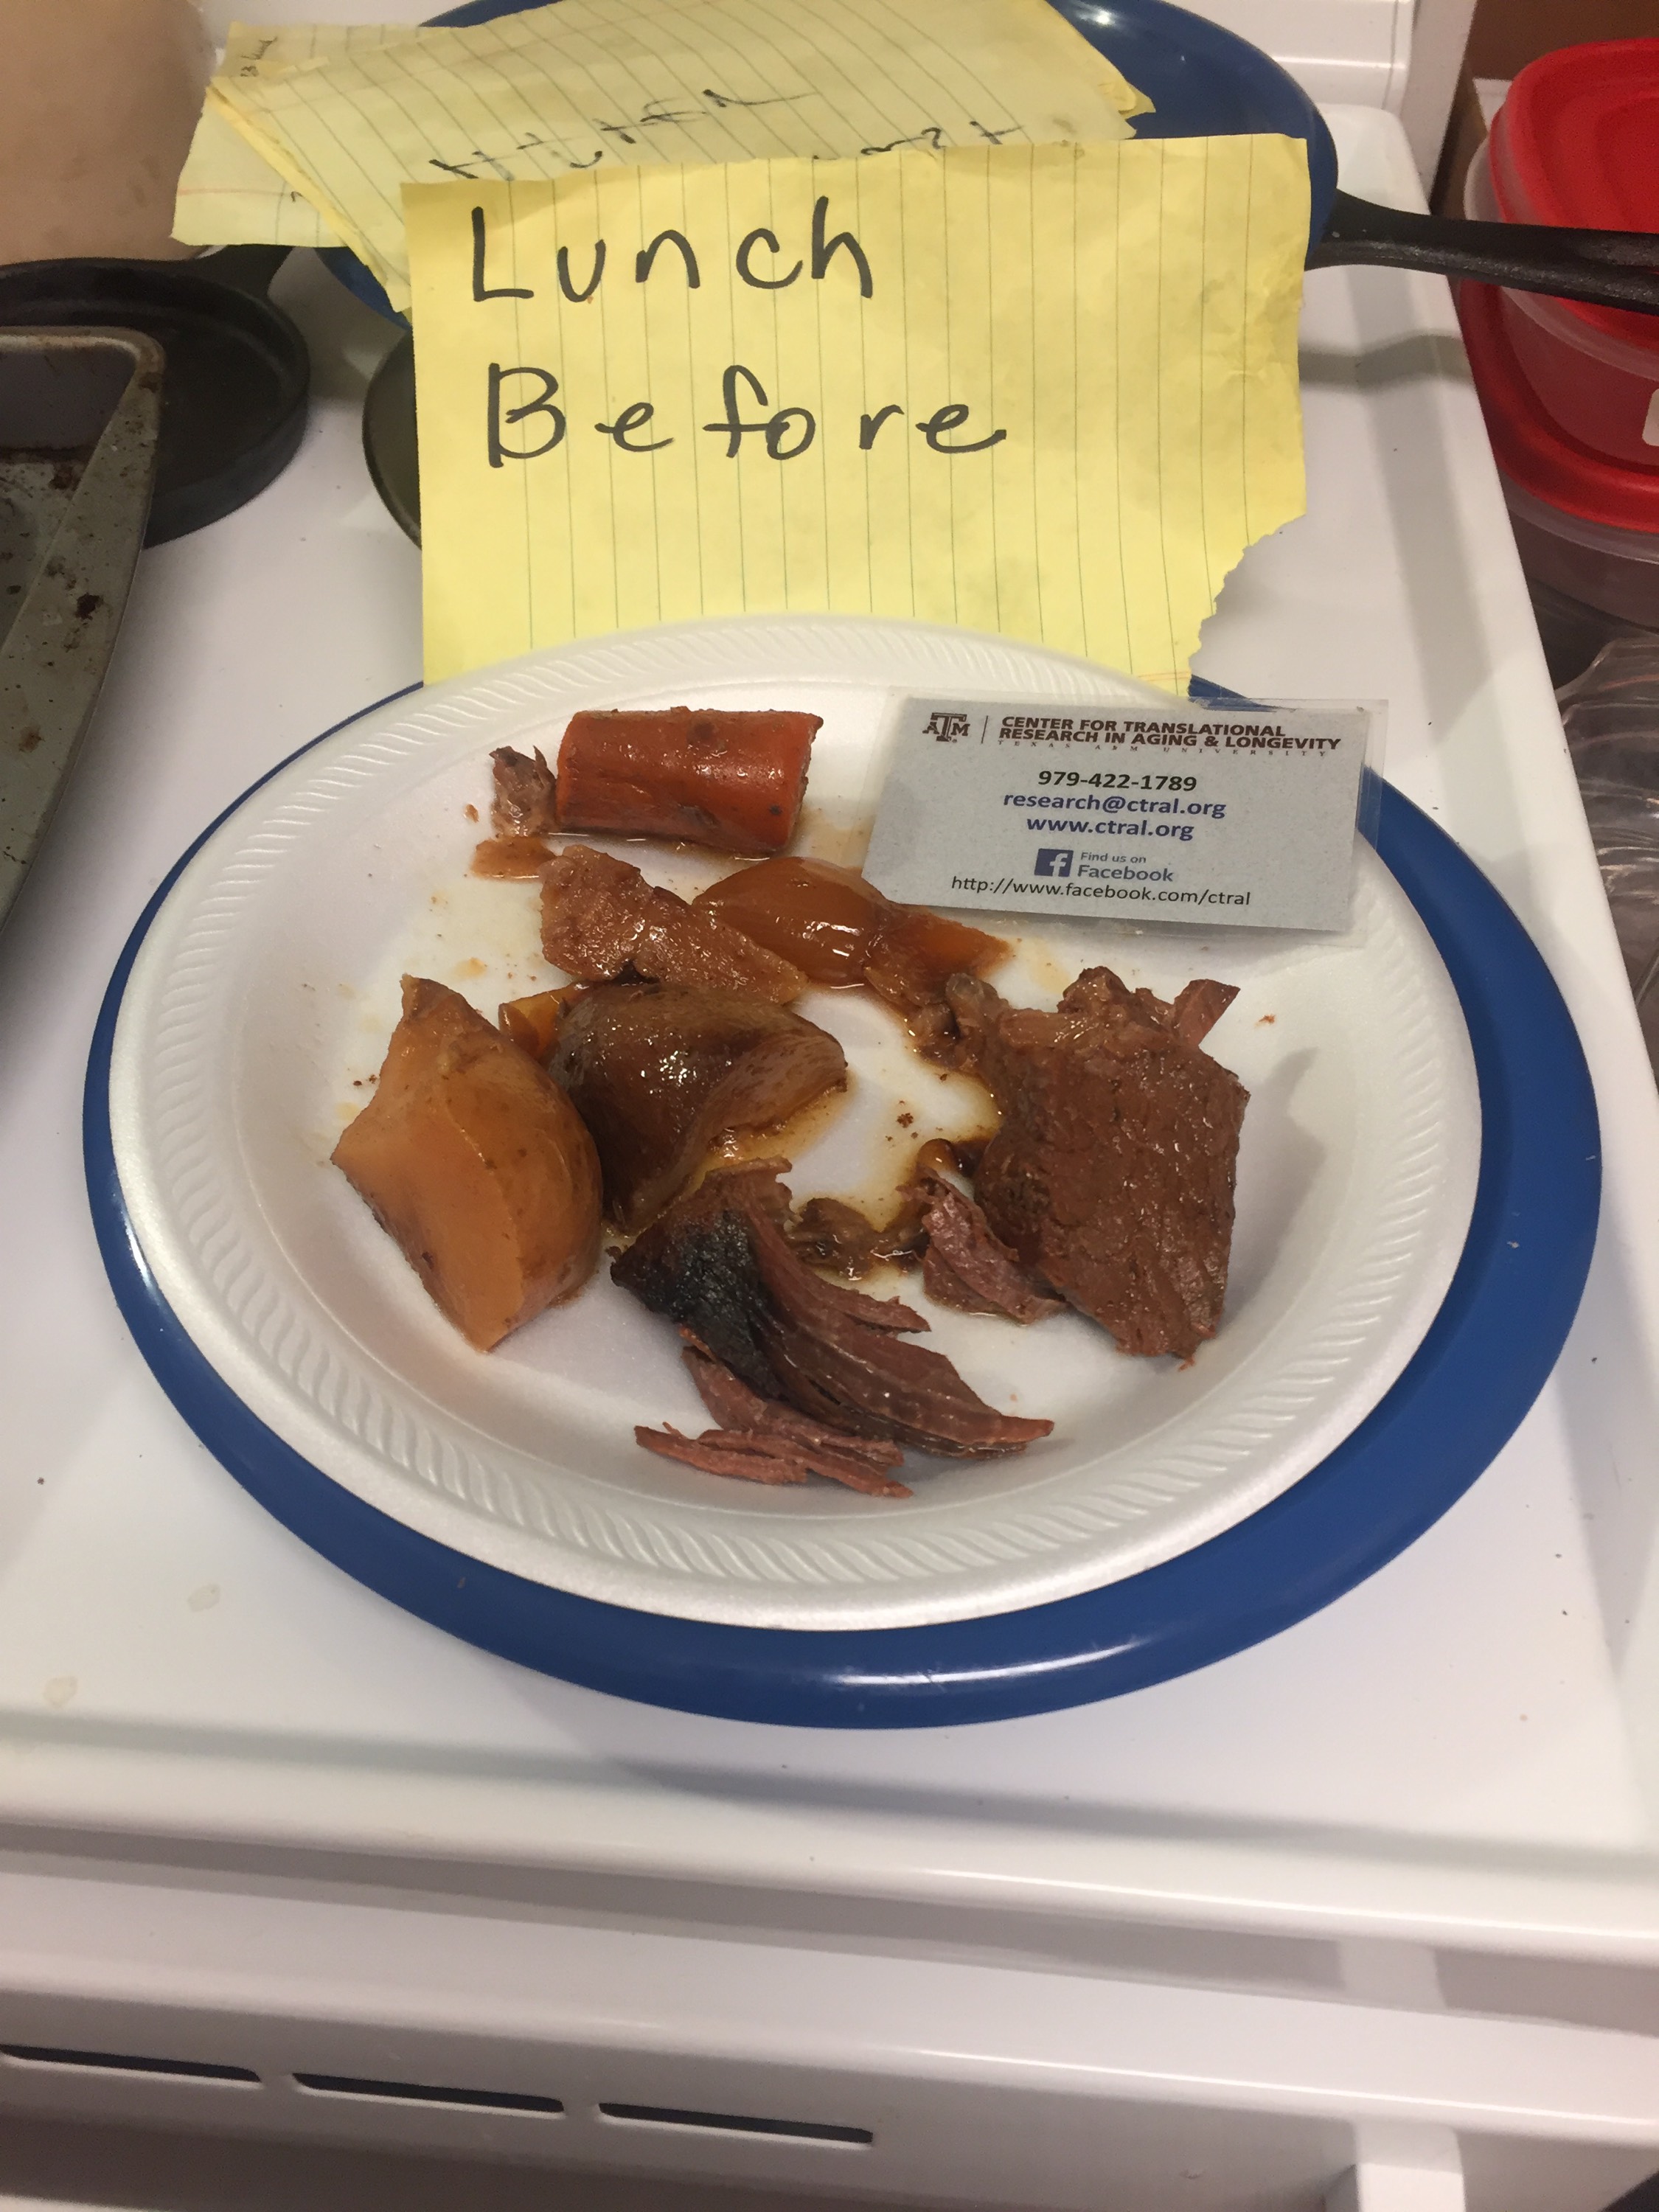 After
Lunch
Before
ATM
CENTER FOR TRANSLATIONAL
RESEARCH IN AGING & LONGEVITY
TEXAS A&M UNIVERSITY
979-422-1789
research@ctral.org
www.ctral.org
f Find us on
Facebook
http://www.facebook.com/ctral